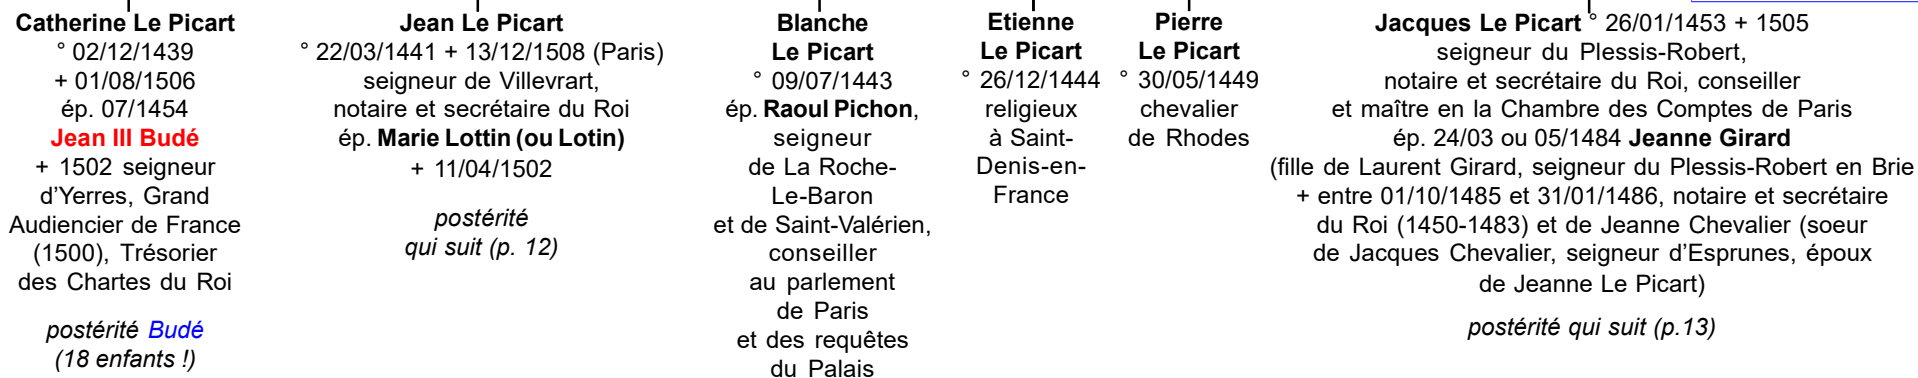 Catherine Le Picart
° 02/12/1439
+ 01/08/1506
ép. 07/1454
Jean III Budé
+ 1502 seigneur
d’Yerres, Grand
Audiencier de France
(1500), Trésorier
des Chartes du Roi
postérité Budé
(18 enfants !)
Jean Le Picart
° 22/03/1441 + 13/12/1508 (Paris)
seigneur de Villevrart,
notaire et secrétaire du Roi
ép. Marie Lottin (ou Lotin)
+ 11/04/1502
postérité
qui suit (p. 12)
Blanche
Le Picart
° 09/07/1443
ép. Raoul Pichon,
seigneur
de La Roche-
Le-Baron
et de Saint-Valérien,
conseiller
au parlement
de Paris
et des requêtes
du Palais
Etienne
Le Picart
° 26/12/1444
religieux
à Saint-
Denis-en-
France
Pierre
Le Picart
° 30/05/1449
chevalier
de Rhodes
Jacques Le Picart ° 26/01/1453 + 1505
seigneur du Plessis-Robert,
notaire et secrétaire du Roi, conseiller
et maître en la Chambre des Comptes de Paris
ép. 24/03 ou 05/1484 Jeanne Girard
(fille de Laurent Girard, seigneur du Plessis-Robert en Brie
+ entre 01/10/1485 et 31/01/1486, notaire et secrétaire
du Roi (1450-1483) et de Jeanne Chevalier (soeur
de Jacques Chevalier, seigneur d’Esprunes, époux
de Jeanne Le Picart)
postérité qui suit (p.13)